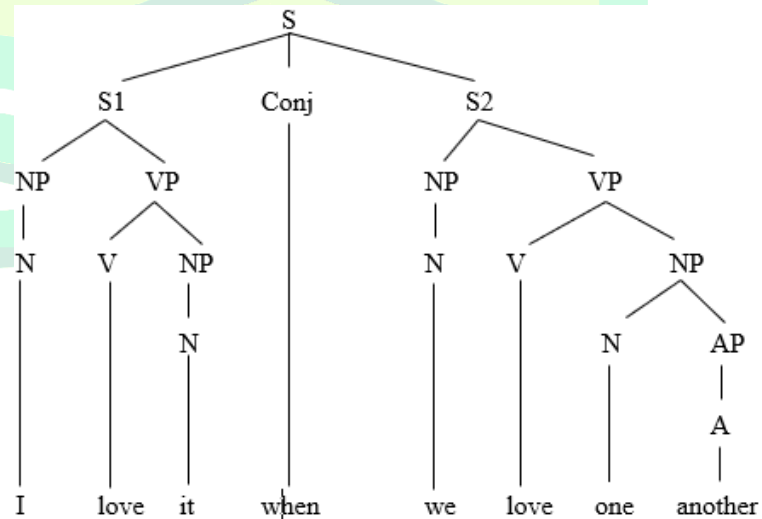 S
S1 Conj S2
NP VP NP VP
N V NP N V NP
N N AP
A
I love it when we love one another